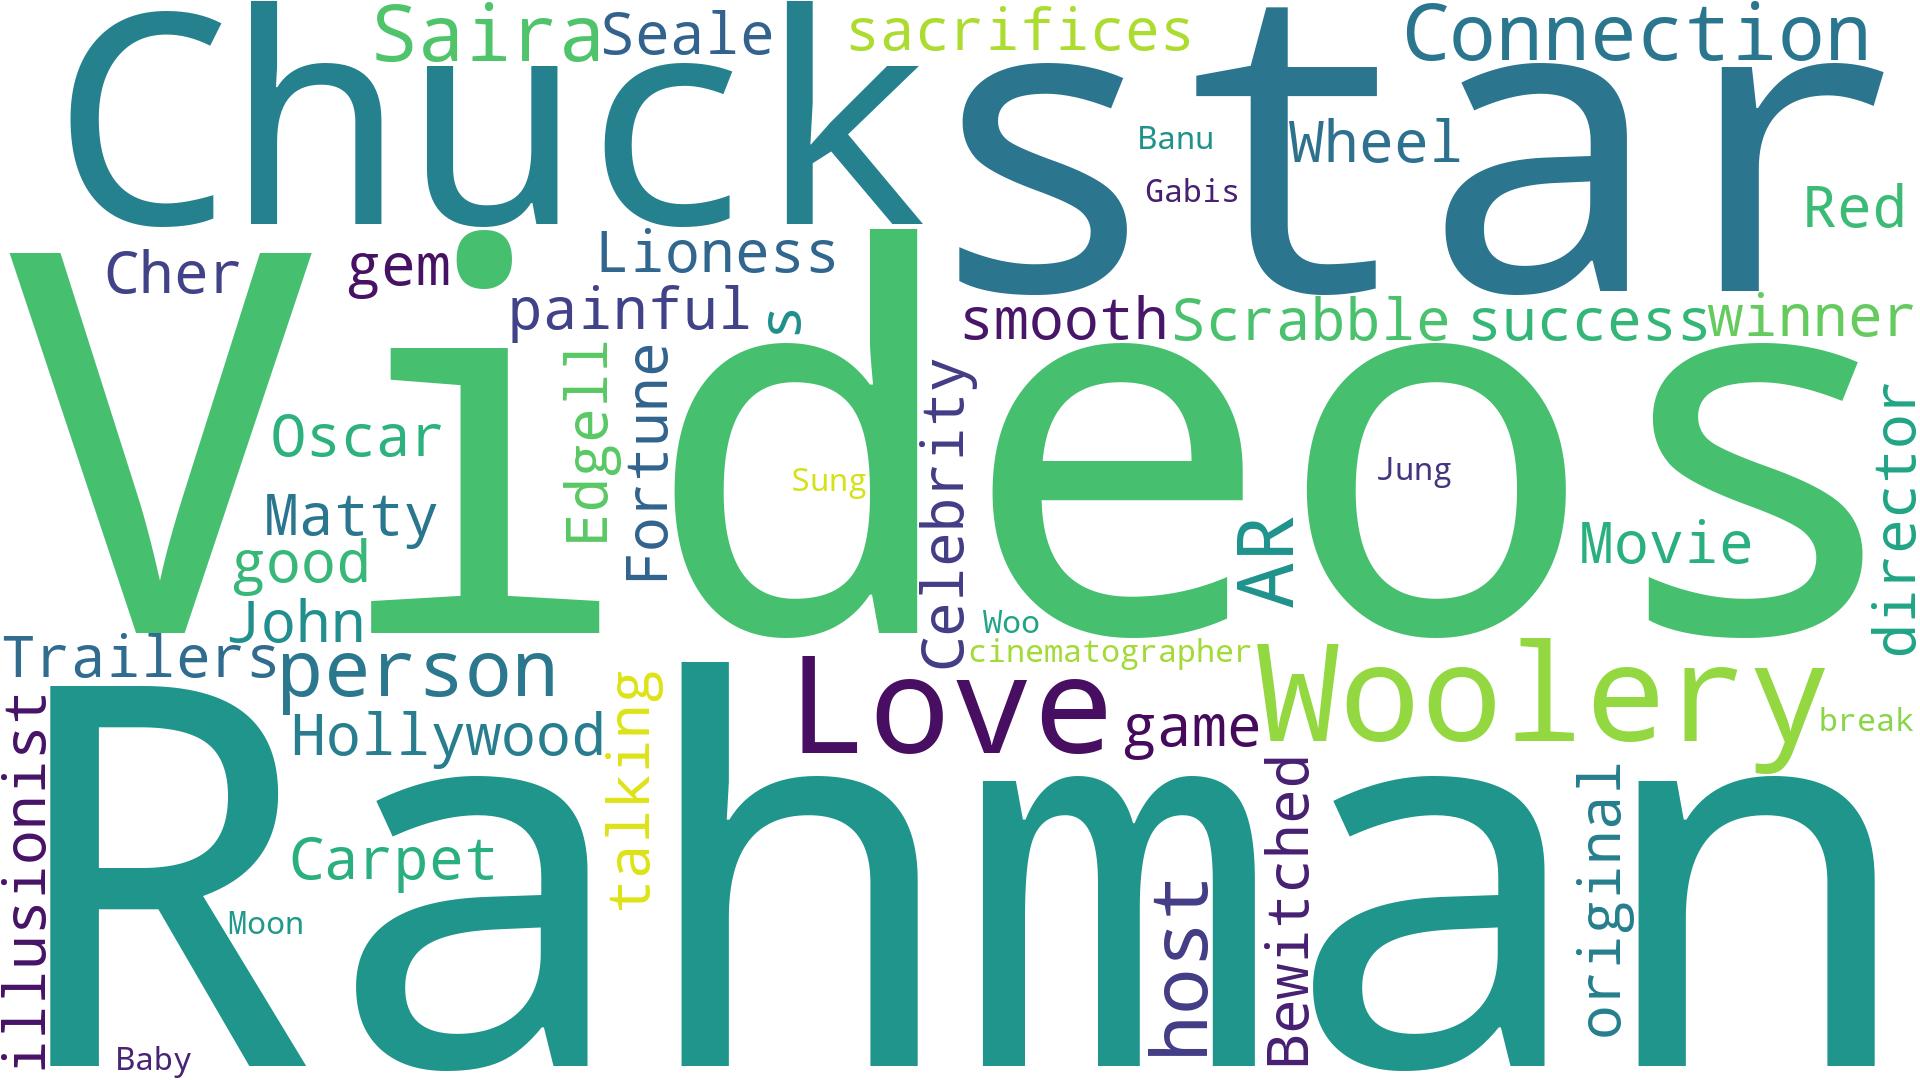 Saira
Seale
sacrifices
Connection
Chuck
star
Banu
Wheel
Gabis
Red
Cher
gem
Lioness
painful
s
smooth
Scrabble
success
winner
Videos
Oscar
Edgell
Fortune
Celebrity
Sung
Jung
director
Matty
good
AR
Movie
John
Woo
Trailers
person
cinematographer
Love
Woolery
Hollywood
talking
game
break
illusionist
Rahman
Carpet
host
Bewitched
original
Moon
Baby